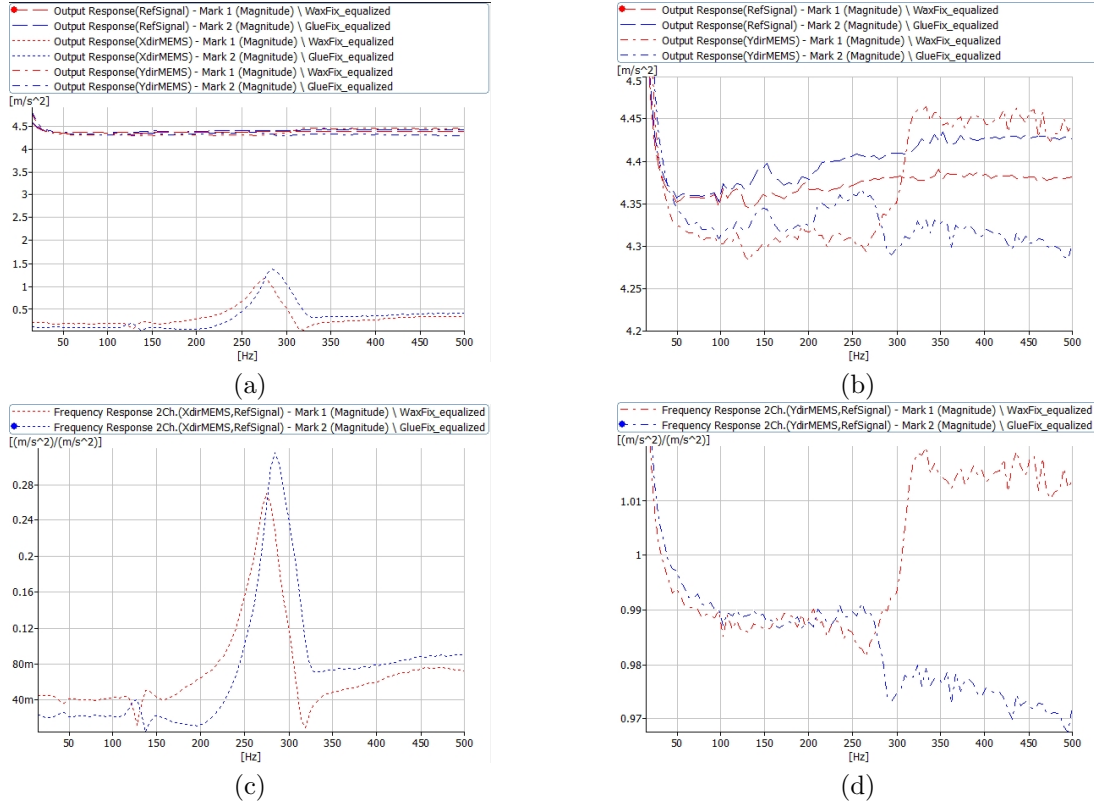 Output Response(RefSignal) - Mark 1 (Magnitude) \ WaxFix_equalized
Output Response(RefSignal) - Mark 2 (Magnitude) \ GlueFix_equalized
Output Response(XdirMEMS) - Mark 1 (Magnitude) \ WaxFix_equalized
Output Response(XdirMEMS) - Mark 2 (Magnitude) \ GlueFix_equalized
Output Response(YdirMEMS) - Mark 1 (Magnitude) \ WaxFix_equalized
Output Response(YdirMEMS) - Mark 2 (Magnitude) \ GlueFix_equalized
[m/s^2]
4.5
4
3.5
3
2.5
2
1.5
1
0.5
50 100 150 200 250 300 350 400 450 500
[Hz]
(a)
Output Response(RefSignal) - Mark 1 (Magnitude) \ WaxFix_equalized
Output Response(RefSignal) - Mark 2 (Magnitude) \ GlueFix_equalized
Output Response(YdirMEMS) - Mark 1 (Magnitude) \ WaxFix_equalized
Output Response(YdirMEMS) - Mark 2 (Magnitude) \ GlueFix_equalized
[m/s^2]
4.5
4.45
4.4
4.35
4.3
4.25
4.2
50 100 150 200 250 300 350 400 450 500
[Hz]
(b)
Frequency Response 2Ch.(XdirMEMS,RefSignal) - Mark 1 (Magnitude) \ WaxFix_equalized
Frequency Response 2Ch.(XdirMEMS,RefSignal) - Mark 2 (Magnitude) \ GlueFix_equalized
[(m/s^2)/(m/s^2)]
0.28
0.24
0.2
0.16
0.12
80m
40m
50 100 150 200 250 300 350 400 450 500
[Hz]
(c)
Frequency Response 2Ch.(YdirMEMS,RefSignal) - Mark 1 (Magnitude) \ WaxFix_equalized
Frequency Response 2Ch.(YdirMEMS,RefSignal) - Mark 2 (Magnitude) \ GlueFix_equalized
[(m/s^2)/(m/s^2)]
1.01
1
0.99
0.98
0.97
50 100 150 200 250 300 350 400 450 500
[Hz]
(d)